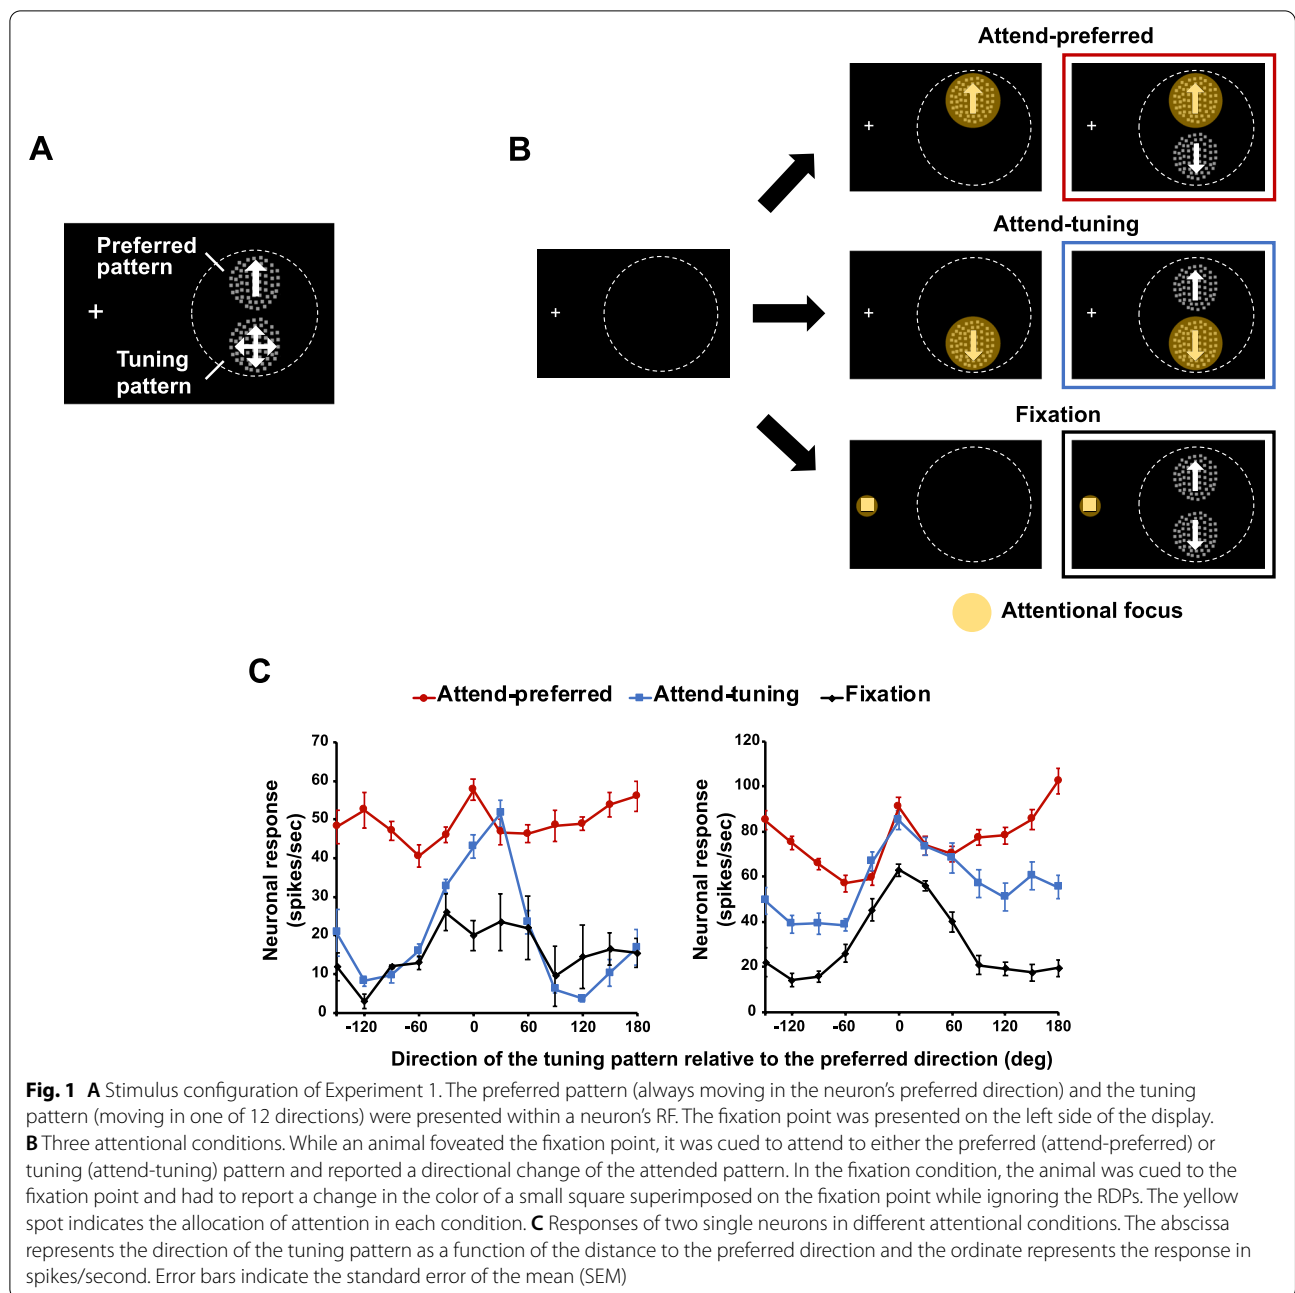 A
Preferred
pattern
+
Tuning
pattern
B
+
Attend-preferred
+
+
Attend-tuning
+
+
Fixation
Attentional focus
C
Attend-preferred
Attend-tuning
Fixation
Neuronal response
(spikes/sec)
70
60
50
40
30
20
10
0
-120
-60
0
60
120
180
Neuronal response
(spikes/sec)
120
100
80
60
40
20
0
-120
-60
0
60
120
180
Direction of the tuning pattern relative to the preferred direction (deg)
Fig. 1 A Stimulus configuration of Experiment 1. The preferred pattern (always moving in the neuron's preferred direction) and the tuning
pattern (moving in one of 12 directions) were presented within a neuron's RF. The fixation point was presented on the left side of the display.
B Three attentional conditions. While an animal foveated the fixation point, it was cued to attend to either the preferred (attend-preferred) or
tuning (attend-tuning) pattern and reported a directional change of the attended pattern. In the fixation condition, the animal was cued to the
fixation point and had to report a change in the color of a small square superimposed on the fixation point while ignoring the RDPs. The yellow
spot indicates the allocation of attention in each condition. C Responses of two single neurons in different attentional conditions. The abscissa
represents the direction of the tuning pattern as a function of the distance to the preferred direction and the ordinate represents the response in
spikes/second. Error bars indicate the standard error of the mean (SEM)